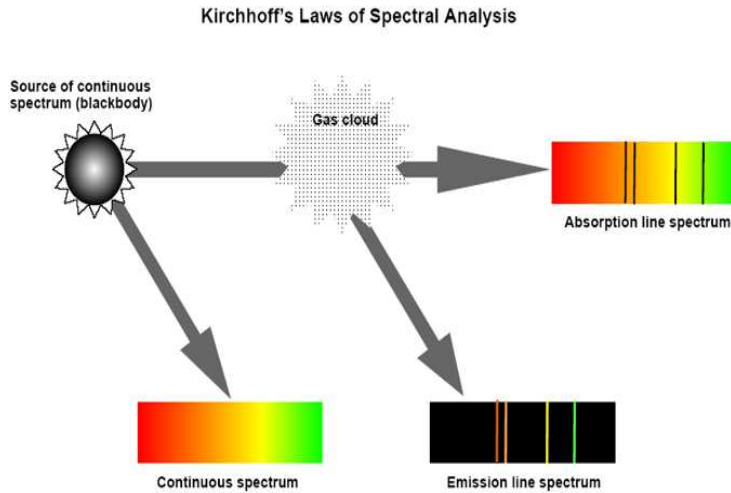 Kirchhoff's Laws of Spectral Analysis
Source of continuous
spectrum (blackbody)
Gas cloud
Absorption line spectrum
Continuous spectrum
Emission line spectrum